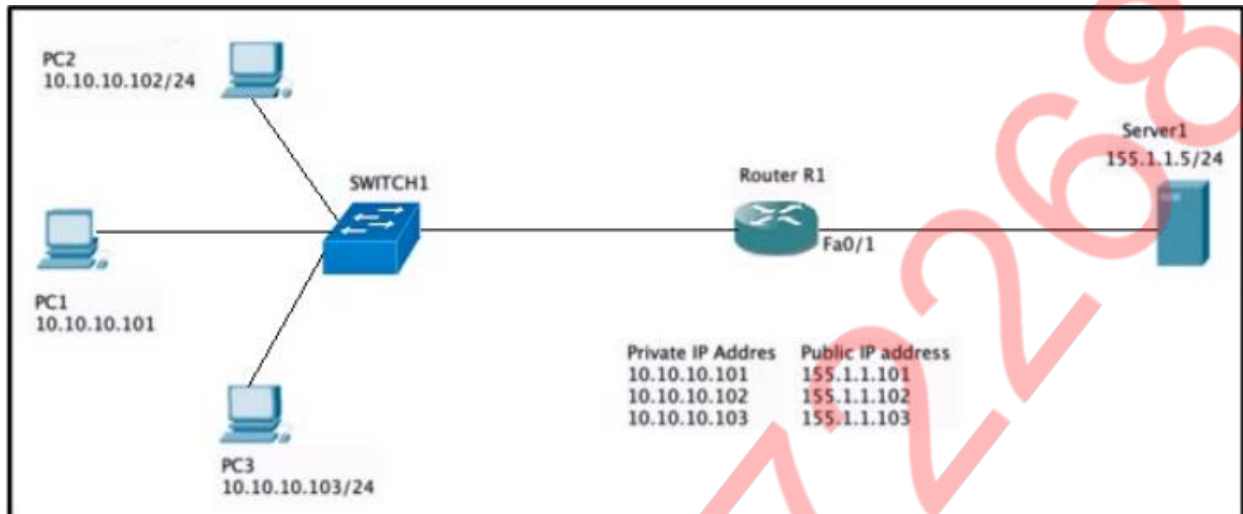 PC2
10.10.10.102/24
SWITCH1
PC1
10.10.10.101
PC3
10.10.10.103/24
Router R1
Fa0/1
Server1
155.1.1.5/24
Private IP Addres Public IP address
10.10.10.101 155.1.1.101
10.10.10.102 155.1.1.102
10.10.10.103 155.1.1.103
72268